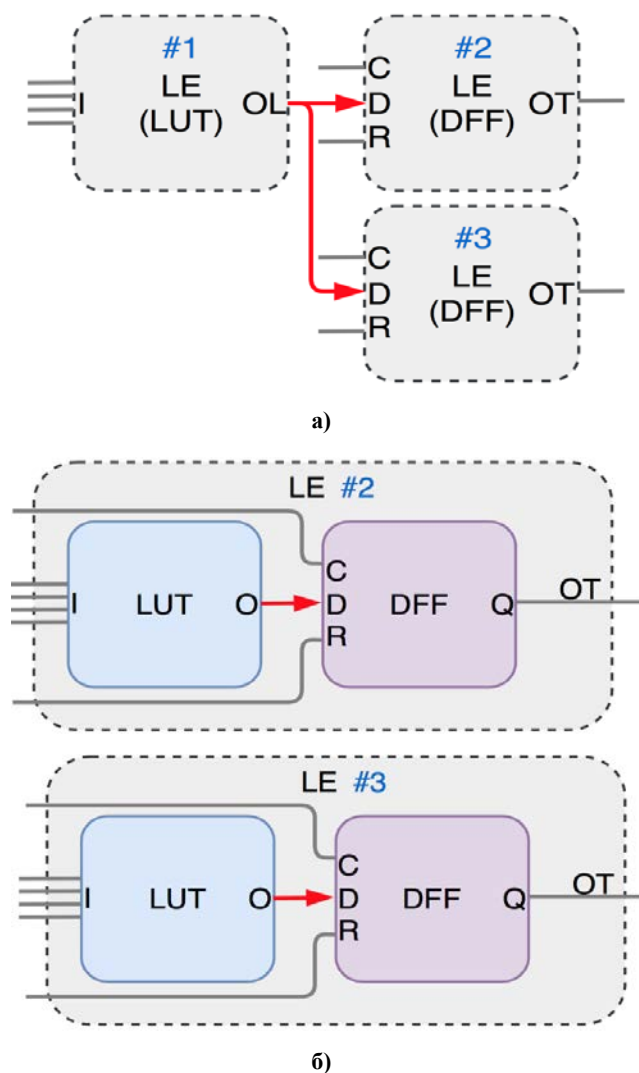 #1
LE
(LUT)
I
OL
#2
LE
(DFF)
C
D
R
OT
#3
LE
(DFF)
C
D
R
OT
а)
LE #2
I
LUT
O
C
D
R
DFF
Q
OT
LE #3
I
LUT
O
C
D
R
DFF
Q
OT
б)